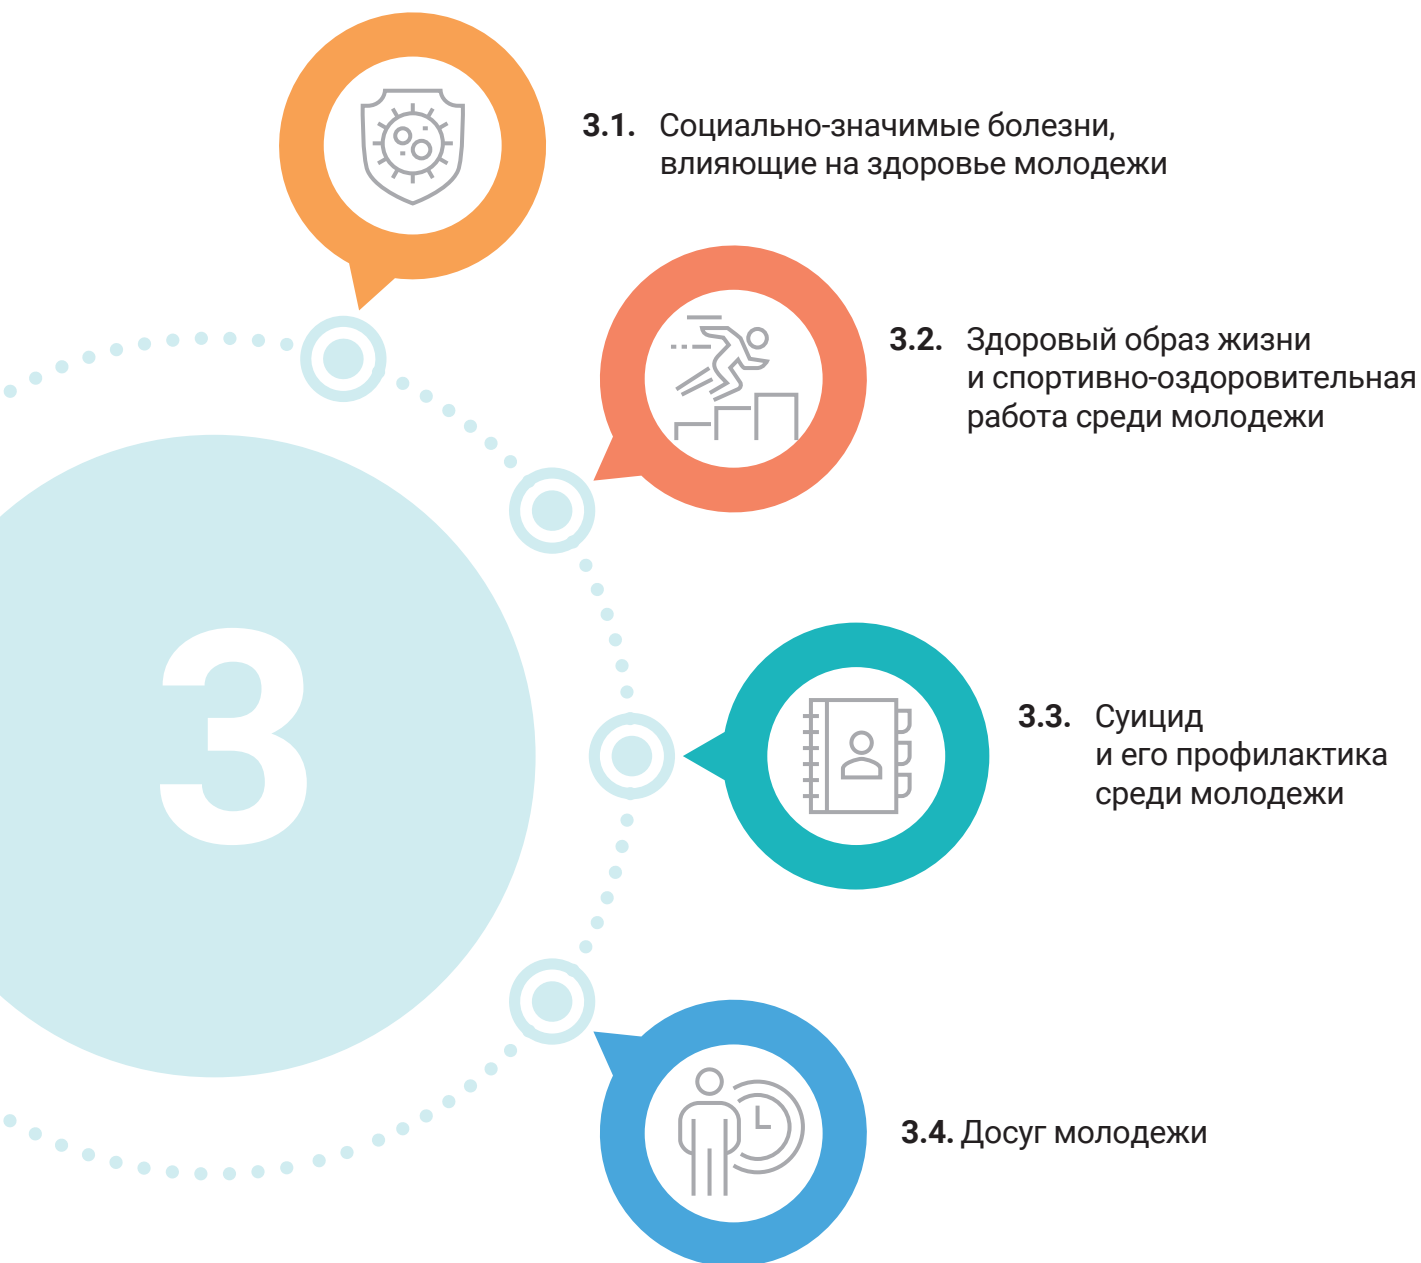 3.1. Социально-значимые болезни,
влияющие на здоровье молодежи
3.2. Здоровый образ жизни
и спортивно-оздоровительная
работа среди молодежи
3
3.3. Суицид
и его профилактика
среди молодежи
3.4. Досуг молодежи